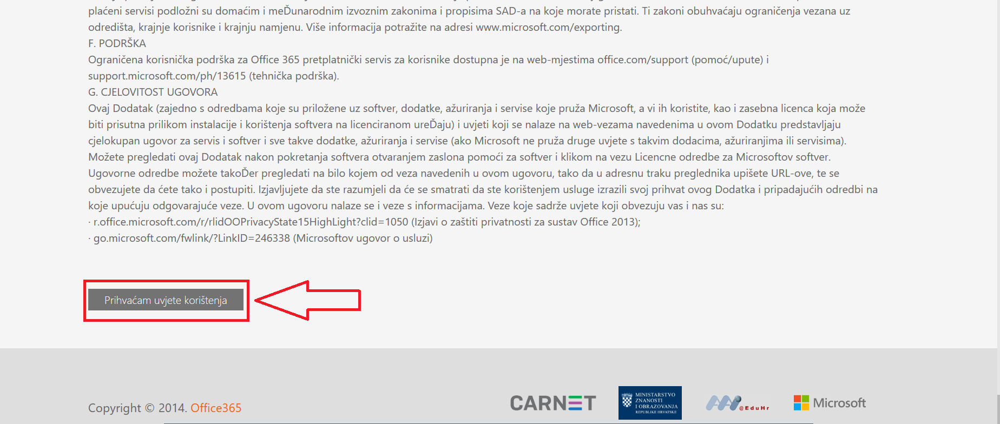 plaćeni servisi podložni su domaćim i meĎunarodnim izvoznim zakonima i propisima SAD-a na koje morate pristati. Ti zakoni obuhvaćaju ograničenja vezana uz
odredišta, krajnje korisnike i krajnju namjenu. Više informacija potražite na adresi www.microsoft.com/exporting.
F. PODRŠKA
Ograničena korisnička podrška za Office 365 pretplatnički servis za korisnike dostupna je na web-mjestima office.com/support (pomoć/upute) i
support.microsoft.com/ph/13615 (tehnička podrška).
G. CJELOVITOST UGOVORA
Ovaj Dodatak (zajedno s odredbama koje su priložene uz softver, dodatke, ažuriranja i servise koje pruža Microsoft, a vi ih koristite, kao i zasebna licenca koja može
biti prisutna prilikom instalacije i korištenja softvera na licenciranom ureĎaju) i uvjeti koji se nalaze na web-vezama navedenima u ovom Dodatku predstavljaju
cjelokupan ugovor za servis i softver i sve takve dodatke, ažuriranja i servise (ako Microsoft ne pruža druge uvjete s takvim dodacima, ažuriranjima ili servisima).
Možete pregledati ovaj Dodatak nakon pokretanja softvera otvaranjem zaslona pomoći za softver i klikom na vezu Licencne odredbe za Microsoftov softver.
Ugovorne odredbe možete takoĎer pregledati na bilo kojem od veza navedenih u ovom ugovoru, tako da u adresnu traku preglednika upišete URL-ove, te se
obvezujete da ćete tako i postupiti. Izjavljujete da ste razumjeli da će se smatrati da ste korištenjem usluge izrazili svoj prihvat ovog Dodatka i pripadajućih odredbi na
koje upućuju odgovarajuće veze. U ovom ugovoru nalaze se i veze s informacijama. Veze koje sadrže uvjete koji obvezuju vas i nas su:
· r.office.microsoft.com/r/rlidOOPrivacyState15HighLight?clid=1050 (Izjavi o zaštiti privatnosti za sustav Office 2013);
· go.microsoft.com/fwlink/?LinkID=246338 (Microsoftov ugovor o usluzi)
Prihvaćam uvjete korištenja
Copyright © 2014. Office365
CARNET
MINISTARSTVO
ZNANOSTI
I OBRAZOVANJA
REPUBLIKE HRVATSKE
AAI@EduHr
Microsoft